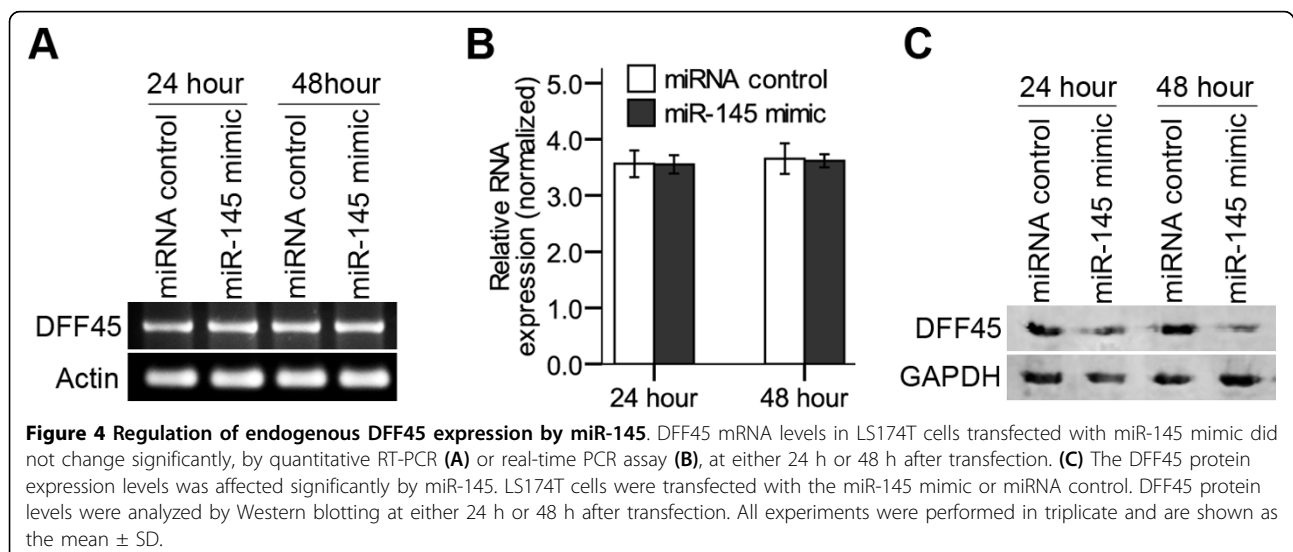 A
24 hour 48hour
miRNA control
miR-145 mimic
miRNA control
miR-145 mimic
DFF45
Actin
B
Relative RNA
expression (normalized)
5.0
4.0
3.0
2.0
1.0
0.0
miRNA control
miR-145 mimic
24 hour 48 hour
C
24 hour 48 hour
miRNA control
miR-145 mimic
miRNA control
miR-145 mimic
DFF45
GAPDH
Figure 4 Regulation of endogenous DFF45 expression by miR-145. DFF45 mRNA levels in LS174T cells transfected with miR-145 mimic did
not change significantly, by quantitative RT-PCR (A) or real-time PCR assay (B), at either 24 h or 48 h after transfection. (C) The DFF45 protein
expression levels was affected significantly by miR-145. LS174T cells were transfected with the miR-145 mimic or miRNA control. DFF45 protein
levels were analyzed by Western blotting at either 24 h or 48 h after transfection. All experiments were performed in triplicate and are shown as
the mean ± SD.